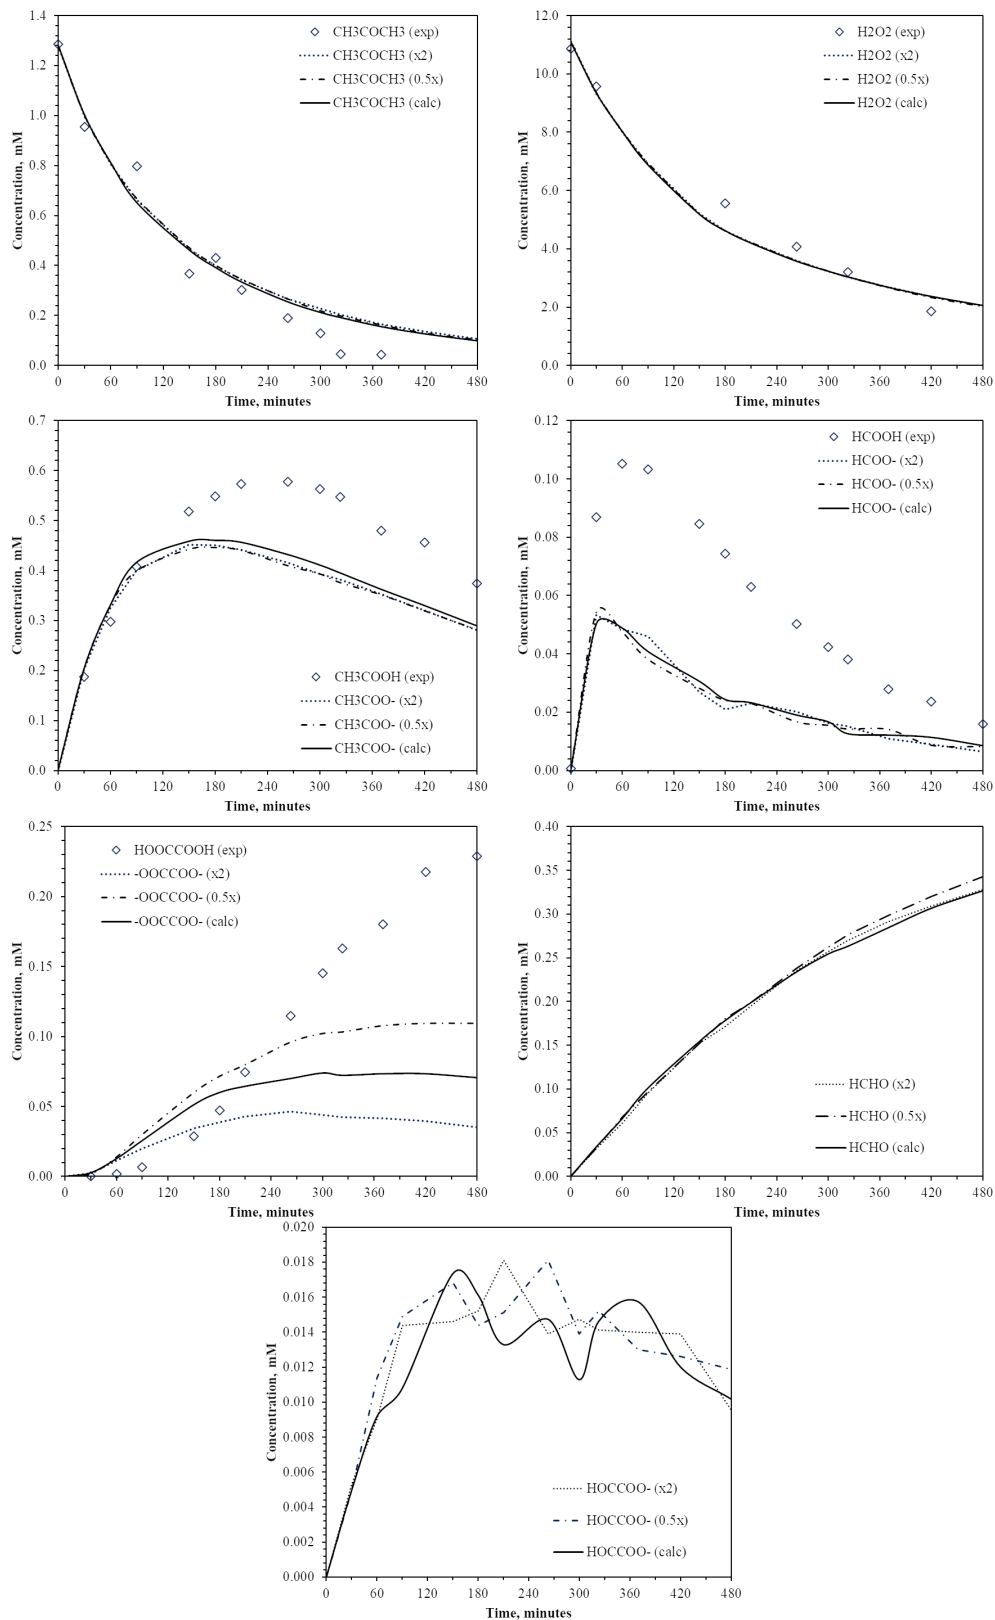 1.4
1.2
1.0
0.8
0.6
0.4
0.2
0.0
Concentration, mM
CH3COCH3 (exp)
CH3COCH3 (x2)
CH3COCH3 (0.5x)
CH3COCH3 (calc)
0 60 120 180 240 300 360 420 480
Time, minutes
12.0
10.0
8.0
6.0
4.0
2.0
0.0
Concentration, mM
H2O2 (exp)
H2O2 (x2)
H2O2 (0.5x)
H2O2 (calc)
0 60 120 180 240 300 360 420 480
Time, minutes
0.7
0.6
0.5
0.4
0.3
0.2
0.1
0.0
Concentration, mM
CH3COOH (exp)
CH3COO- (x2)
CH3COO- (0.5x)
CH3COO- (calc)
0 60 120 180 240 300 360 420 480
Time, minutes
0.12
0.10
0.08
0.06
0.04
0.02
0.00
Concentration, mM
HCOOH (exp)
HCOO- (x2)
HCOO- (0.5x)
HCOO- (calc)
0 60 120 180 240 300 360 420 480
Time, minutes
0.25
0.20
0.15
0.10
0.05
0.00
Concentration, mM
HOOCCOOH (exp)
-OOCCOO- (x2)
-OOCCOO- (0.5x)
-OOCCOO- (calc)
0 60 120 180 240 300 360 420 480
Time, minutes
0.40
0.35
0.30
0.25
0.20
0.15
0.10
0.05
0.00
Concentration, mM
HCHO (x2)
HCHO (0.5x)
HCHO (calc)
0 60 120 180 240 300 360 420 480
Time, minutes
0.020
0.018
0.016
0.014
0.012
0.010
0.008
0.006
0.004
0.002
0.000
Concentration, mM
HOCCOO- (x2)
HOCCOO- (0.5x)
HOCCOO- (calc)
0 60 120 180 240 300 360 420 480
Time, minutes